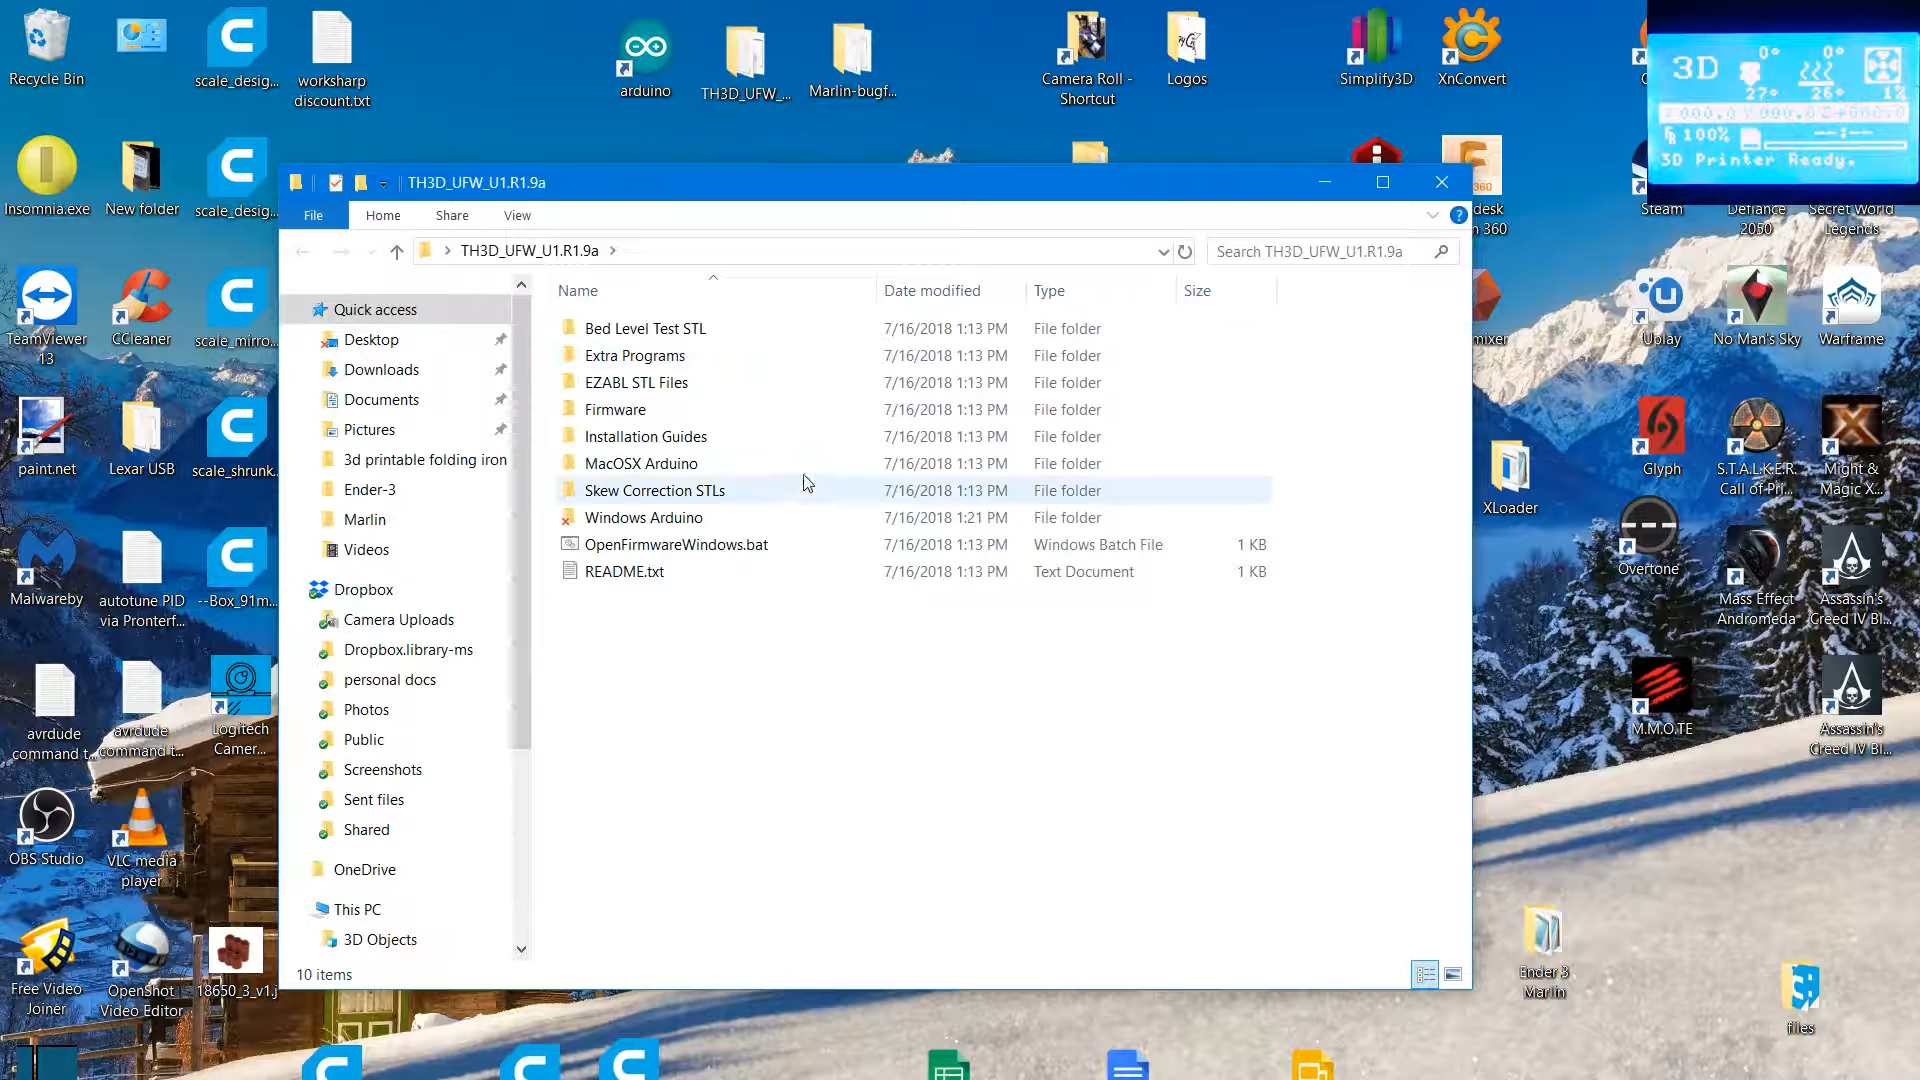 Recycle Bin
scale_desig...
worksharp
discount.txt
arduino
TH3D_UFW_...
Marlin-bugf...
Camera Roll -
Shortcut
Logos
Simplify3D
XnConvert
3D
0°
0°
27°
26°
1%
100%
3D Printer Ready.
Insomnia.exe
New folder
scale_desig...
Steam
Defiance
2050
Secret World
Legends
TH3D_UFW_U1.R1.9a
File
Home
Share
View
TH3D_UFW_U1.R1.9a
Search TH3D_UFW_U1.R1.9a
Name
Date modified
Type
Size
Quick access
Desktop
Downloads
Documents
Pictures
3d printable folding iron
Ender-3
Marlin
Videos
Dropbox
Camera Uploads
Dropbox.library-ms
personal docs
Photos
Public
Screenshots
Sent files
Shared
OneDrive
This PC
3D Objects
Bed Level Test STL 7/16/2018 1:13 PM File folder
Extra Programs 7/16/2018 1:13 PM File folder
EZABL STL Files 7/16/2018 1:13 PM File folder
Firmware 7/16/2018 1:13 PM File folder
Installation Guides 7/16/2018 1:13 PM File folder
MacOSX Arduino 7/16/2018 1:13 PM File folder
Skew Correction STLs 7/16/2018 1:13 PM File folder
Windows Arduino 7/16/2018 1:21 PM File folder
OpenFirmwareWindows.bat 7/16/2018 1:13 PM Windows Batch File 1 KB
README.txt 7/16/2018 1:13 PM Text Document 1 KB
10 items
TeamViewer
13
CCleaner
scale_mirro...
Uplay
No Man's Sky
Warframe
paint.net
Lexar USB
scale_shrunk...
XLoader
Glyph
S.T.A.L.K.E.R.
Call of Pri...
Might &
Magic X...
Malwareby
autotune PID
via Pronterf...
--Box_91m...
Overtone
Mass Effect
Andromeda
Assassin's
Creed IV Bl...
avrdude
command t...
avrdude
command t...
Logitech
Camer...
M.M.O.TE
Assassin's
Creed IV Bl...
OBS Studio
VLC media
player
Free Video
Joiner
OpenShot
Video Editor
18650_3_v1.j
Ender 3
Marlin
files